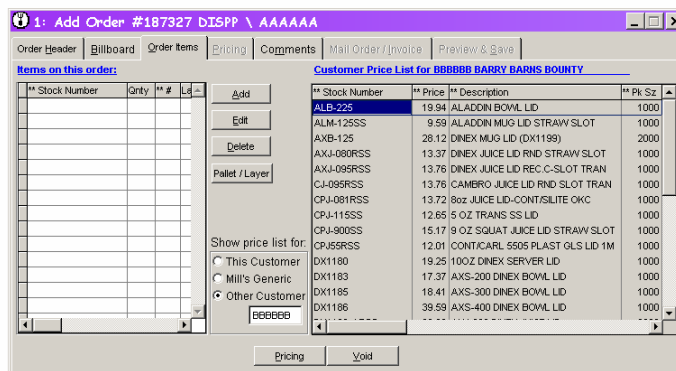 1: Add Order #187327 DISPP \ AAAAAA
Order Header Billboard Order Items Pricing Comments Mail Order / Invoice Preview & Save
Items on this order:
** Stock Number Qnty ** # La
Add
Edit
Delete
Pallet / Layer
Show price list for:
This Customer
Mill's Generic
Other Customer
BBBBBB
Customer Price List for BBBBBB BARRY BARNS BOUNTY
** Stock Number ** Price ** Description ** Pk Sz
ALB-225 19.94 ALADDIN BOWL LID 1000
ALM-125SS 9.59 ALADDIN MUG LID STRAW SLOT 1000
AXB-125 28.12 DINEX MUG LID (DX1199) 2000
AXJ-080RSS 13.37 DINEX JUICE LID RND STRAW SLOT 1000
AXJ-095RSS 13.76 DINEX JUICE LID REC.C-SLOT TRAN 1000
CJ-095RSS 13.76 CAMBRO JUICE LID RND SLOT TRAN 1000
CPJ-081RSS 13.72 8oz JUICE LID-CONT/SILITE OKC 1000
CPJ-115SS 12.65 5 OZ TRANS SS LID 1000
CPJ-900SS 15.17 9 OZ SQUAT JUICE LID STRAW SLOT 1000
CPJ55RSS 12.01 CONT/CARL 5505 PLAST GLS LID 1M 1000
DX1180 19.25 10OZ DINEX SERVER LID 1000
DX1183 17.37 AXS-200 DINEX BOWL LID 1000
DX1185 18.41 AXS-300 DINEX BOWL LID 1000
DX1186 39.59 AXS-400 DINEX BOWL LID 1000
Pricing Void